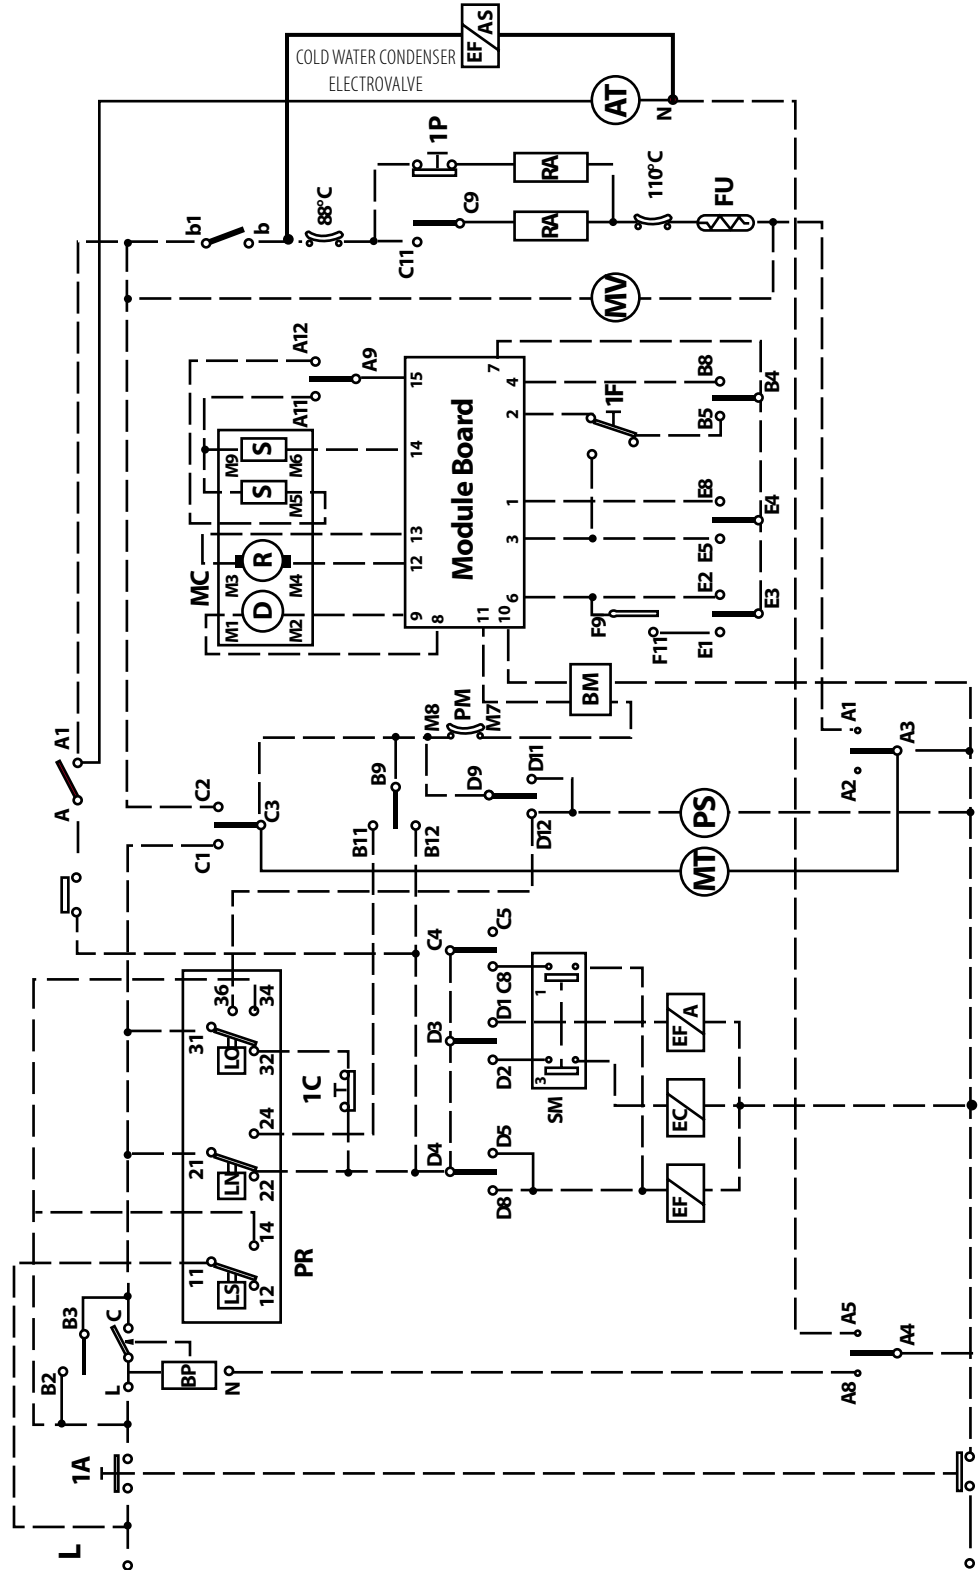 EF AS
COLD WATER CONDENSER
ELECTROVALVE
AT
N
1P
RA
110°C
FU
88°C
C9
RA
b1
b
C11
MV
A12
A9
A11
MC
M9
S
M6
S
M5
M3
R
M4
M1
D
M2
15
14
13
12
9
8
Module Board
7
4
2
1
3
6
11
10
1F
B8
B5
B4
E8
E5
E4
E2
E1
E3
F9
F11
BM
A1
A
C2
C3
C1
M8
PM
M7
B9
D9
D11
B11
B12
D12
PS
MT
A1
A3
A2
36
34
31
LO
32
24
21
LN
22
14
11
LS
12
PR
1C
C4
C5
C8
D3
D1
D2
D4
D5
D8
1
3
SM
EF A
EC
EF
B3
B2
C
L
BP
N
A5
A4
A8
1A
L